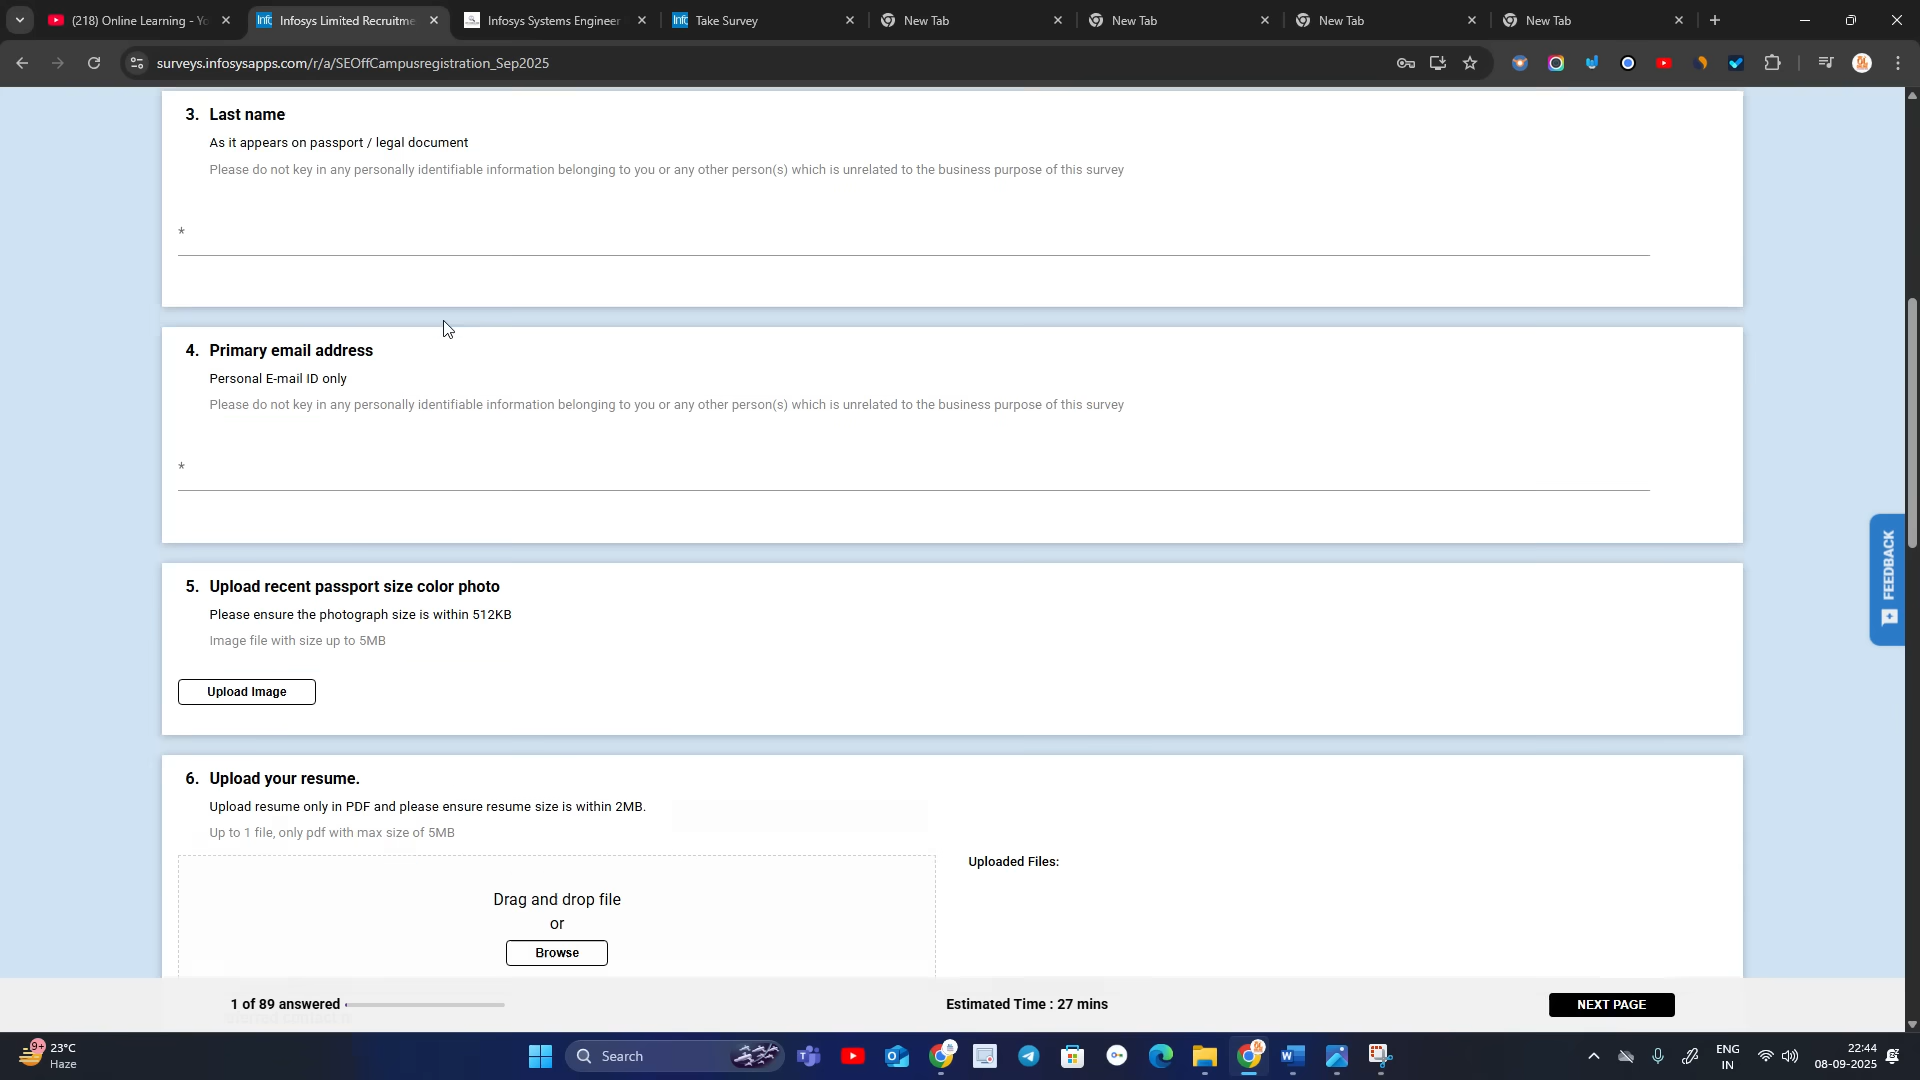 (218) Online Learning - Yo
Infosys Limited Recruitme
Infosys Systems Engineer
Take Survey
New Tab
New Tab
New Tab
New Tab
surveys.infosysapps.com/r/a/SEOffCampusregistration_Sep2025
3. Last name
As it appears on passport / legal document
Please do not key in any personally identifiable information belonging to you or any other person(s) which is unrelated to the business purpose of this survey
*
4. Primary email address
Personal E-mail ID only
Please do not key in any personally identifiable information belonging to you or any other person(s) which is unrelated to the business purpose of this survey
*
FEEDBACK
5. Upload recent passport size color photo
Please ensure the photograph size is within 512KB
Image file with size up to 5MB
Upload Image
6. Upload your resume.
Upload resume only in PDF and please ensure resume size is within 2MB.
Up to 1 file, only pdf with max size of 5MB
Uploaded Files:
Drag and drop file
or
Browse
1 of 89 answered
Estimated Time : 27 mins
NEXT PAGE
9+
23°C
Haze
Search
ENG
IN
22:44
08-09-2025